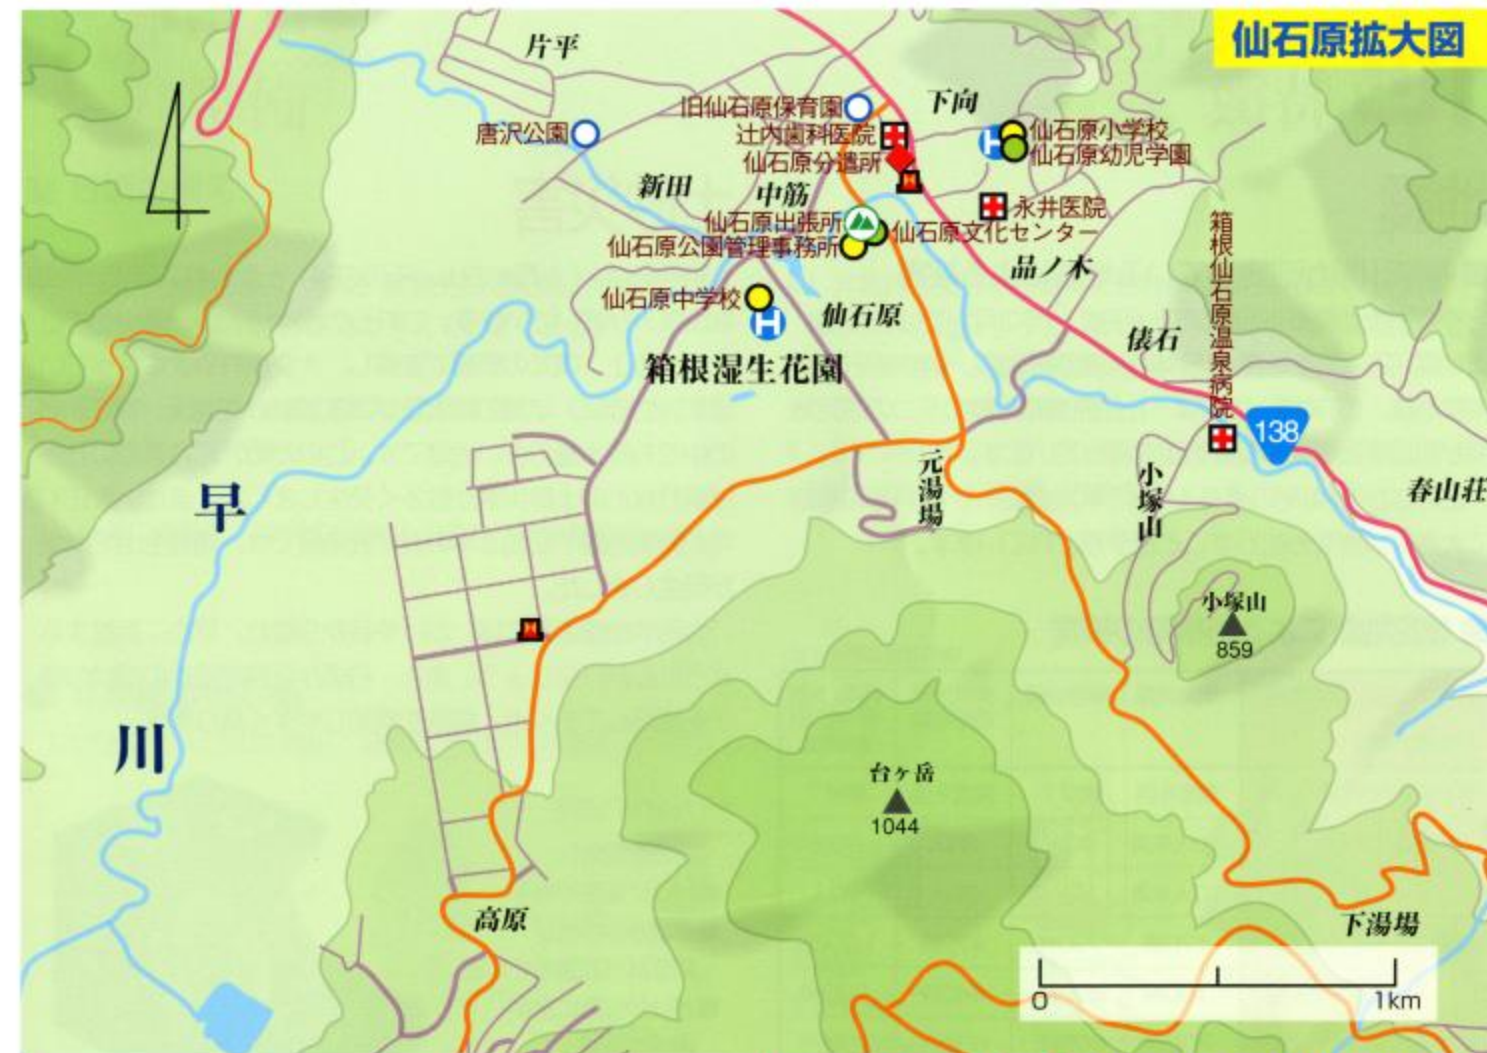 仙石原拡大図
片平
旧仙石原保育園
下向
唐沢公園
辻内歯科医院
仙石原小学校
仙石原分遣所
仙石原幼児学園
新田
中筋
永井医院
仙石原出張所
仙石原文化センター
仙石原公園管理事務所
箱根仙石原温泉病院
品ノ木
仙石原中学校
H
H
仙石原
俵石
箱根湿生花園
138
元湯場
小塚山
春山荘
早川
小塚山
859
台ヶ岳
1044
高原
下湯場
0
1km